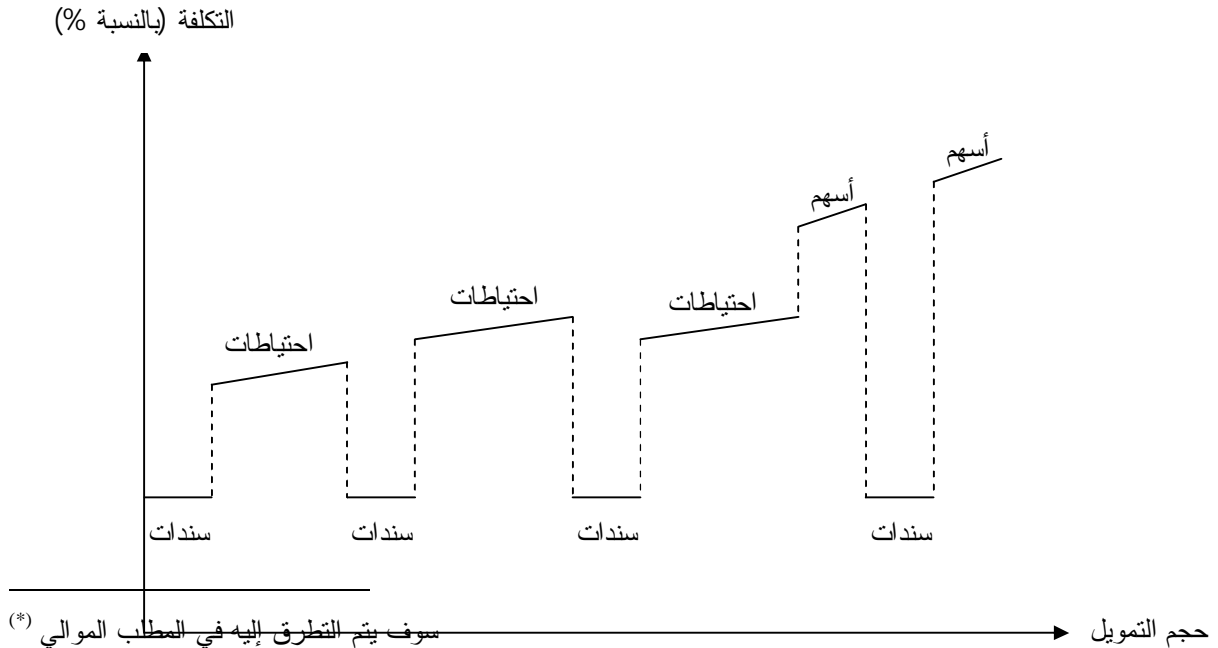 التكلفة (بالنسبة %)
أسهم
أسهم
احتياطات
احتياطات
احتياطات
سندات
سندات
سندات
سندات
حجم التمويل
(*) سوف يتم التطرق إليه في المطلب الموالي